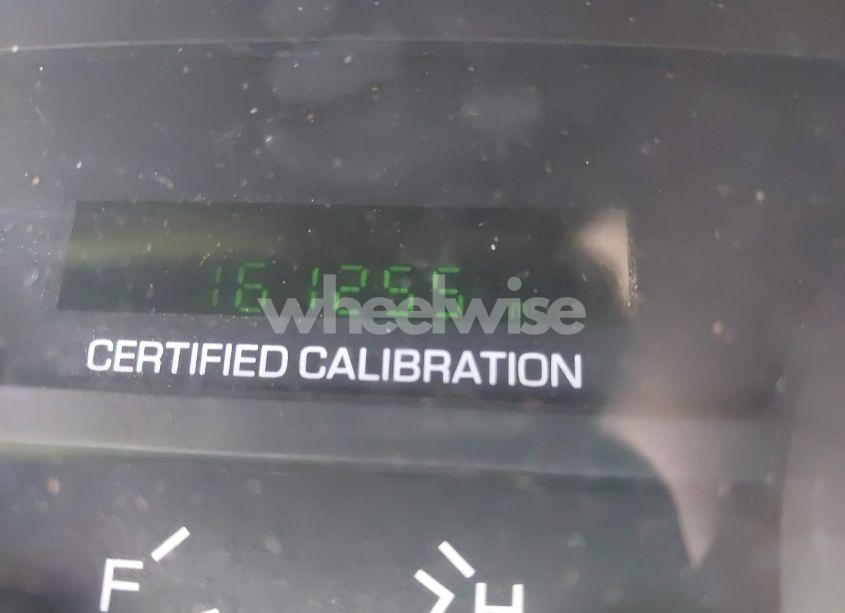 161255
wheelwise
CERTIFIED CALIBRATION
F
H